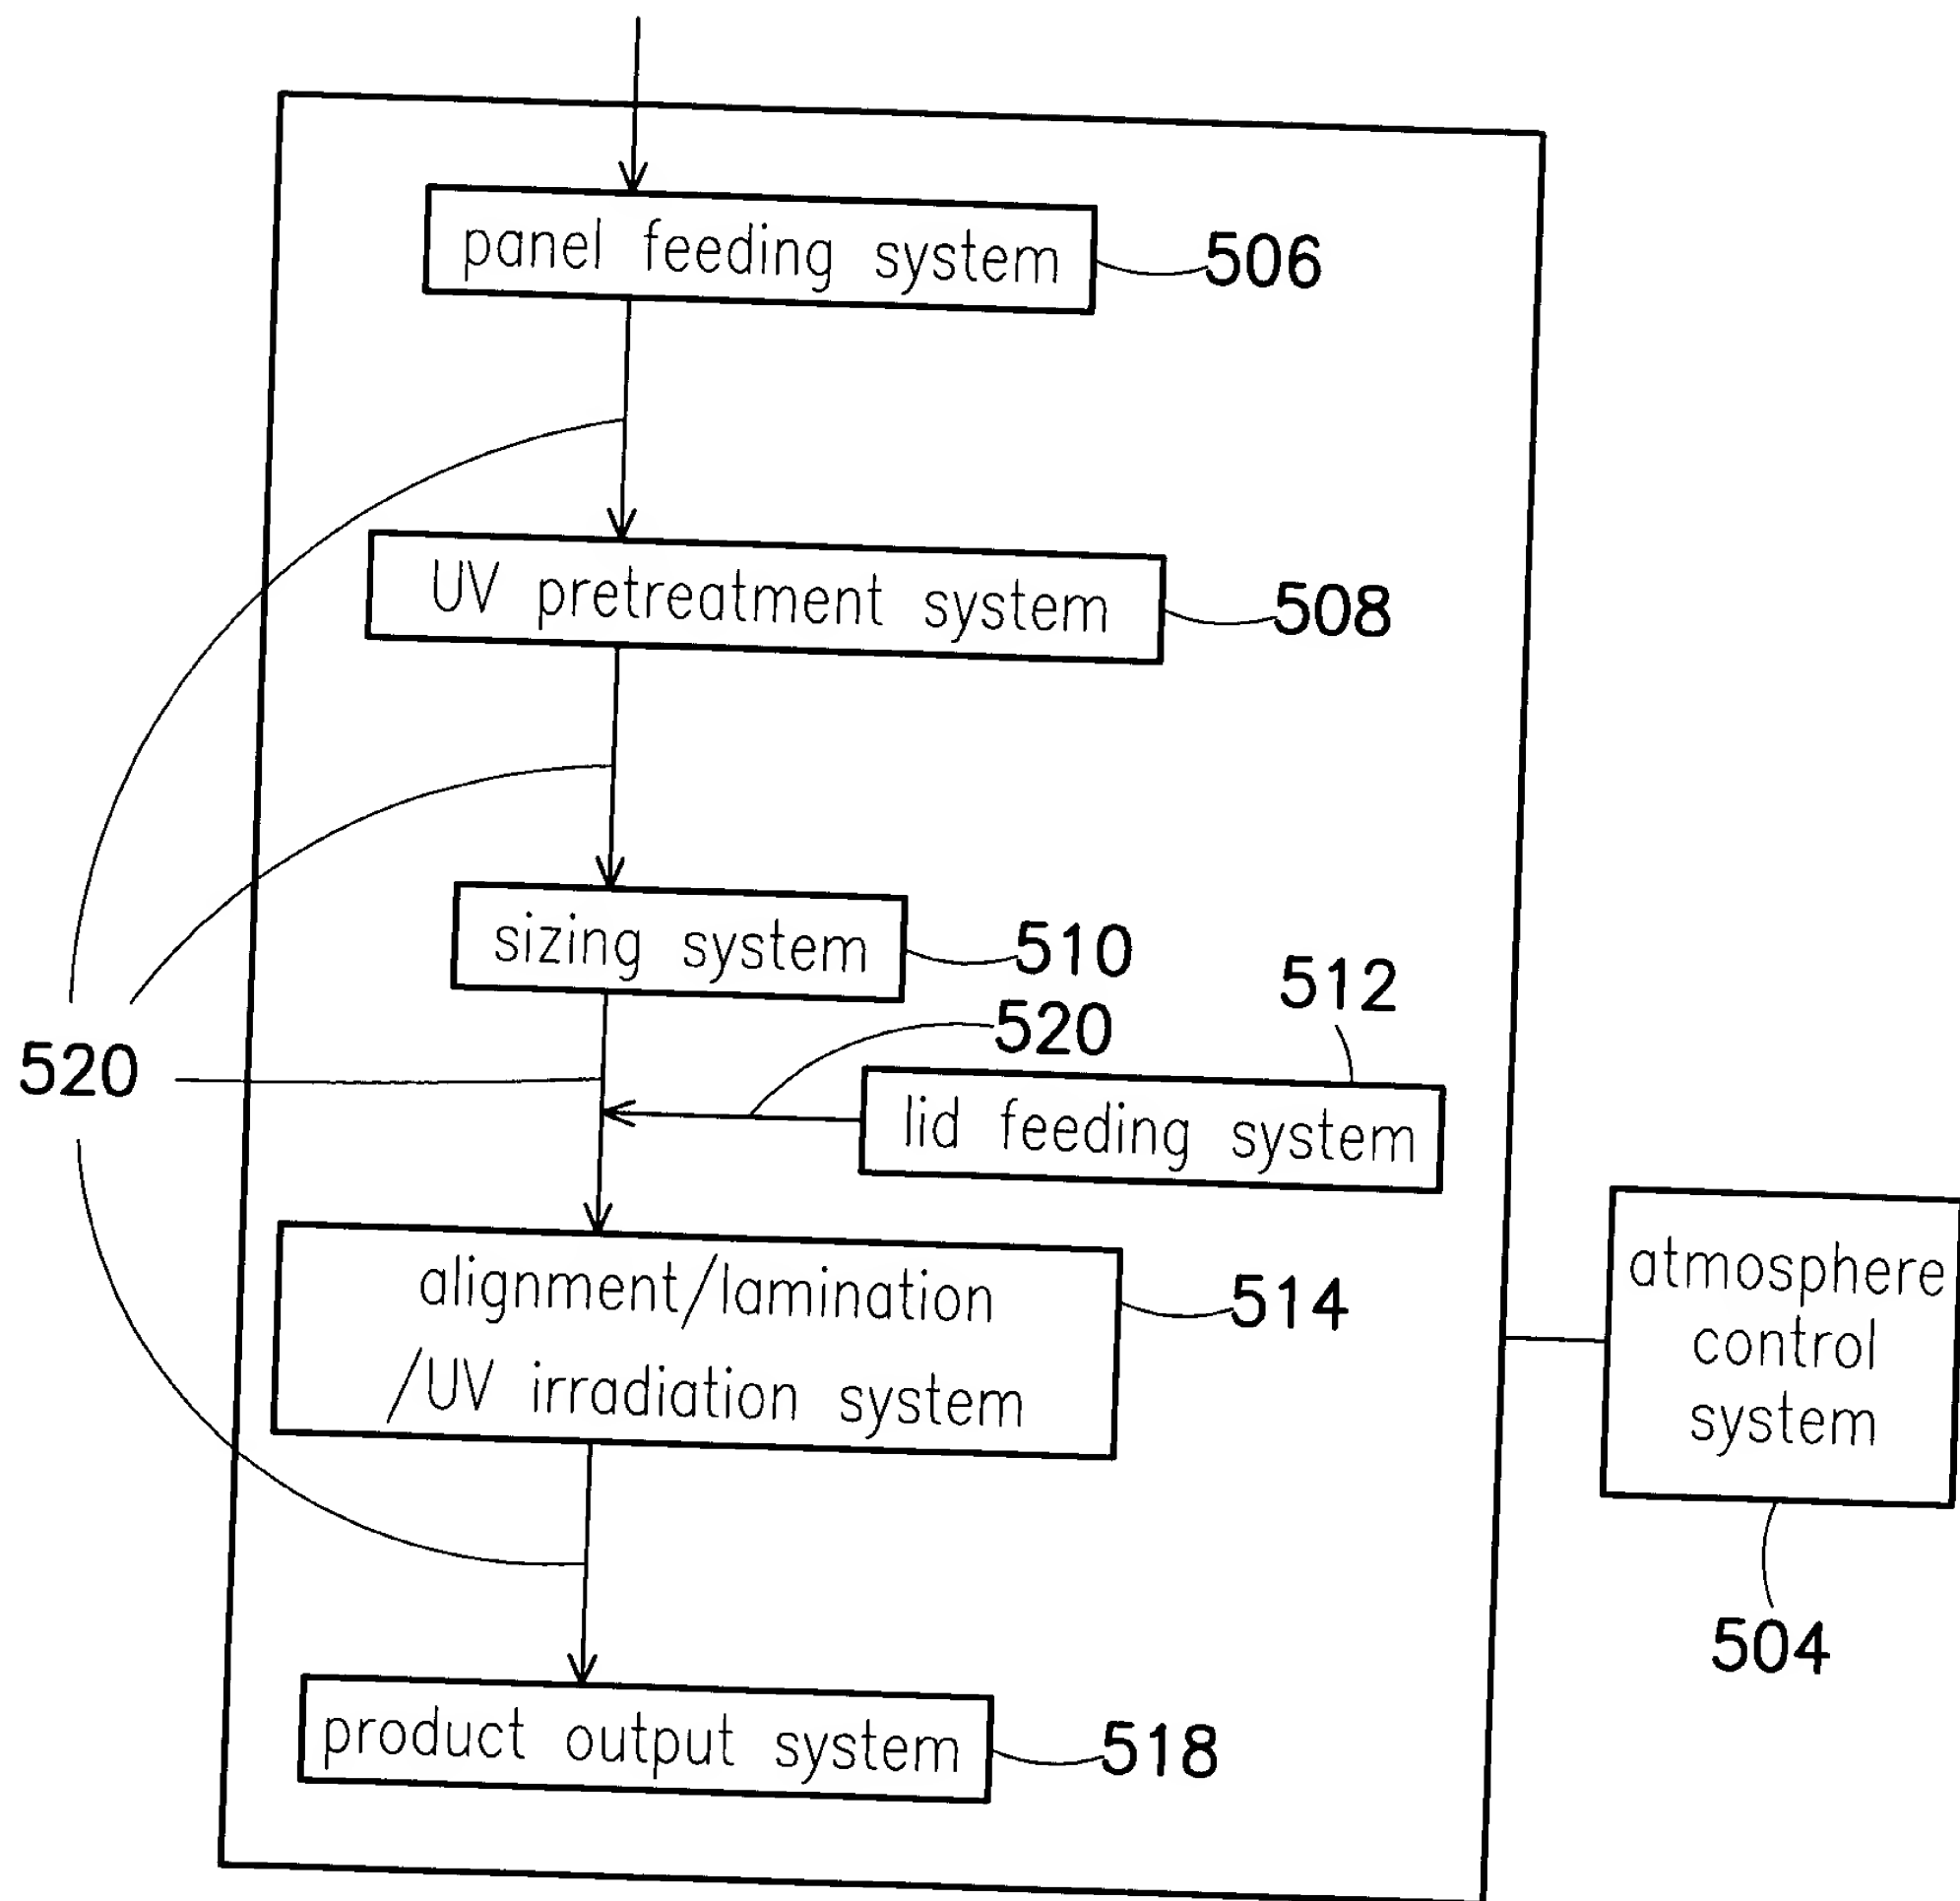 panel feeding system
506
UV pretreatment system
508
sizing system
510
512
520
520
lid feeding system
alignment/lamination
/UV irradiation system
514
atmosphere
control
system
504
product output system
518